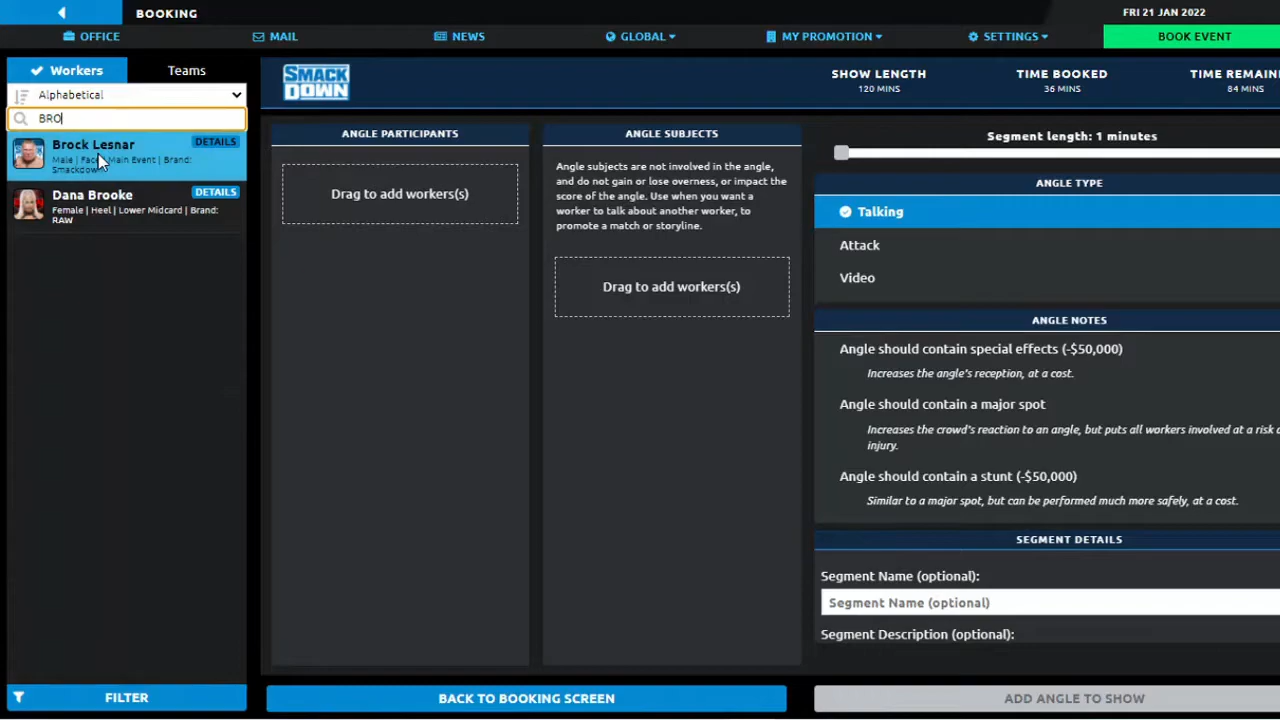 BOOKING
FRI 21 JAN 2022
OFFICE
MAIL
NEWS
GLOBAL
MY PROMOTION
SETTINGS
BOOK EVENT
Workers
Teams
Alphabetical
BRO
Brock Lesnar
DETAILS
Male | Face | Main Event | Brand:
Smackdown
Dana Brooke
DETAILS
Female | Heel | Lower Midcard | Brand:
RAW
FILTER
SMACK
DOWN
SHOW LENGTH
120 MINS
TIME BOOKED
36 MINS
TIME REMAIN
84 MINS
ANGLE PARTICIPANTS
Drag to add workers(s)
ANGLE SUBJECTS
Angle subjects are not involved in the angle,
and do not gain or lose overness, or impact the
score of the angle. Use when you want a
worker to talk about another worker, to
promote a match or storyline.
Drag to add workers(s)
Segment length: 1 minutes
ANGLE TYPE
Talking
Attack
Video
ANGLE NOTES
Angle should contain special effects (-$50,000)
Increases the angle's reception, at a cost.
Angle should contain a major spot
Increases the crowd's reaction to an angle, but puts all workers involved at a risk
injury.
Angle should contain a stunt (-$50,000)
Similar to a major spot, but can be performed much more safely, at a cost.
SEGMENT DETAILS
Segment Name (optional):
Segment Name (optional)
Segment Description (optional):
BACK TO BOOKING SCREEN
ADD ANGLE TO SHOW